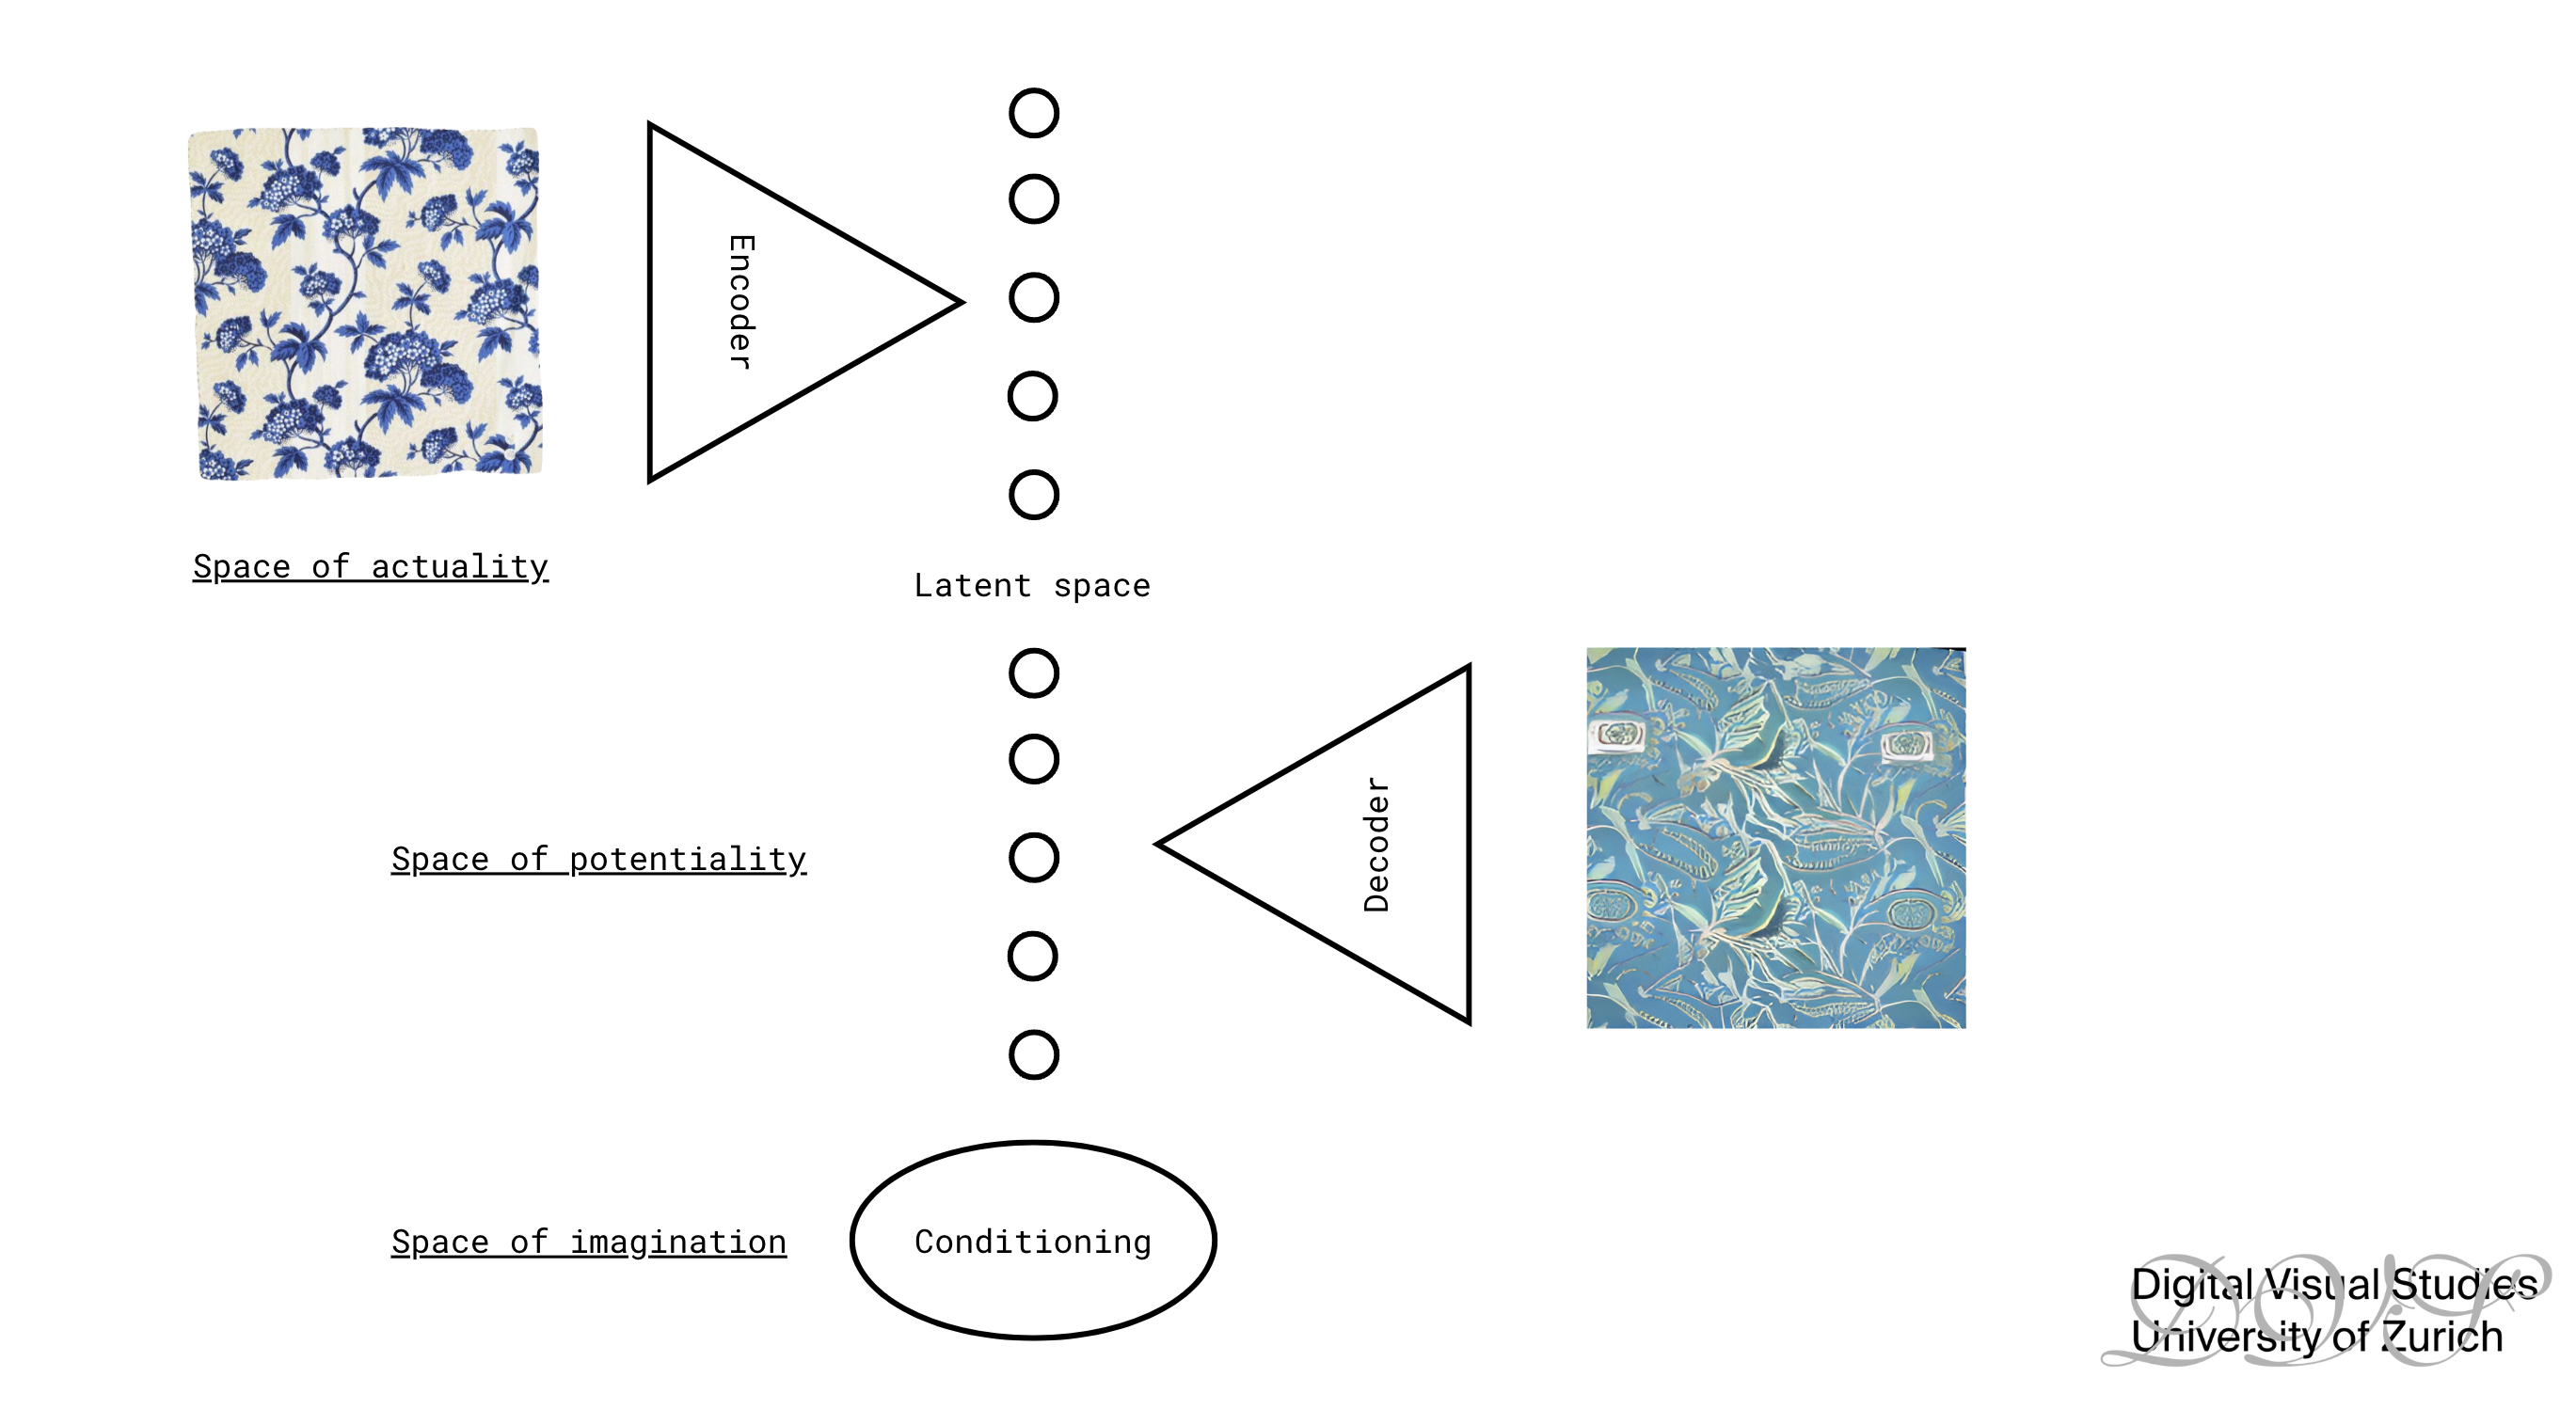 Encoder
Space of actuality
Latent space
Decoder
Space of potentiality
Space of imagination
Conditioning
Digital Visual Studies
University of Zurich